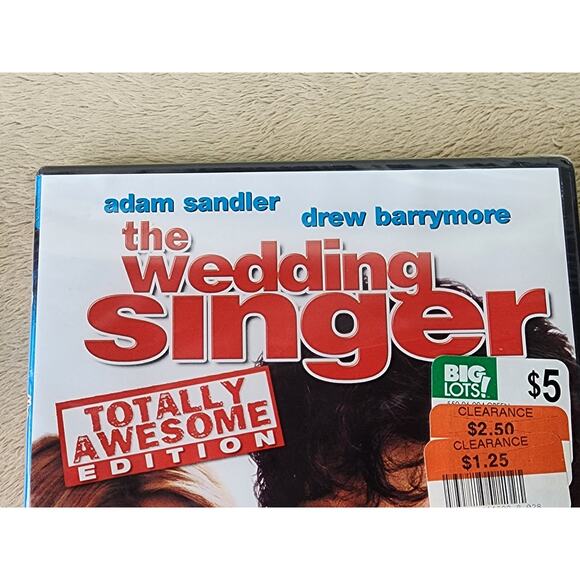 adam sandler
drew barrymore
the
wedding
singer
TOTALLY
AWESOME
EDITION
BIG
LOTS!
$5
CLEARANCE
$2.50
CLEARANCE
$1.25